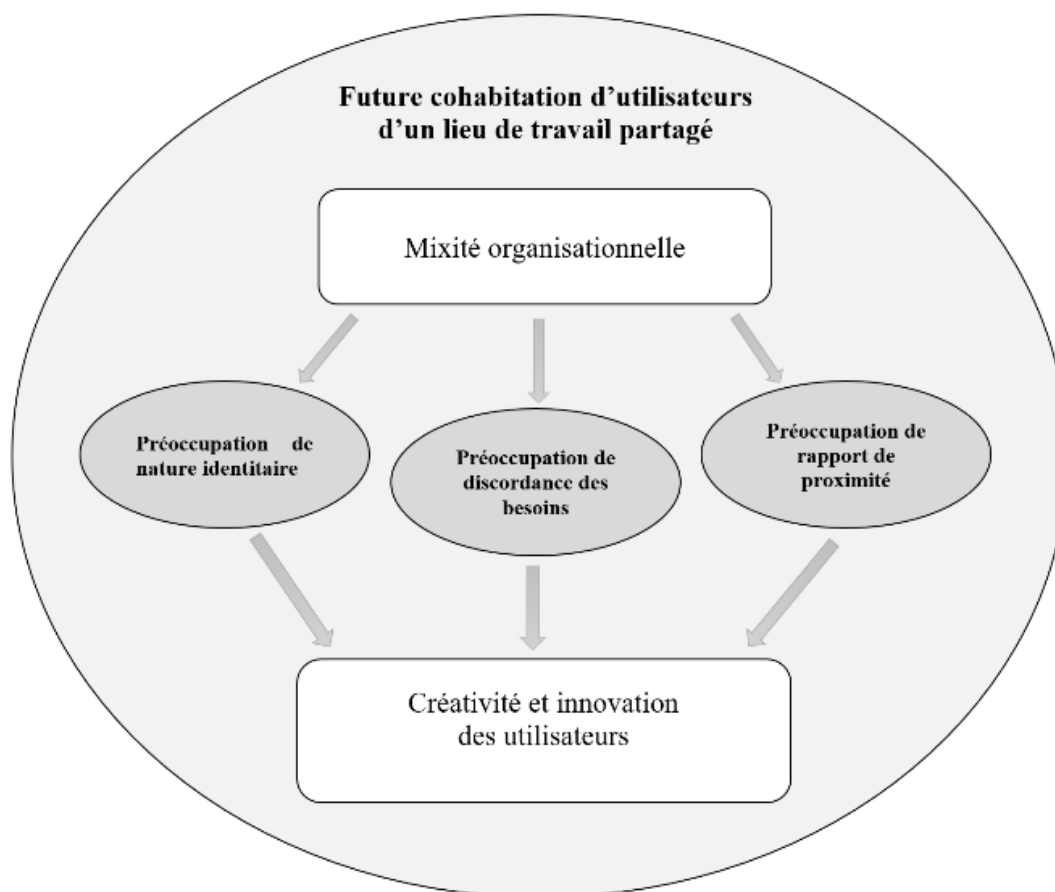 Future cohabitation d’utilisateurs
d’un lieu de travail partagé
Mixité organisationnelle
Préoccupation de
nature identitaire
Préoccupation de
discordance des
besoins
Préoccupation de
rapport de
proximité
Créativité et innovation
des utilisateurs